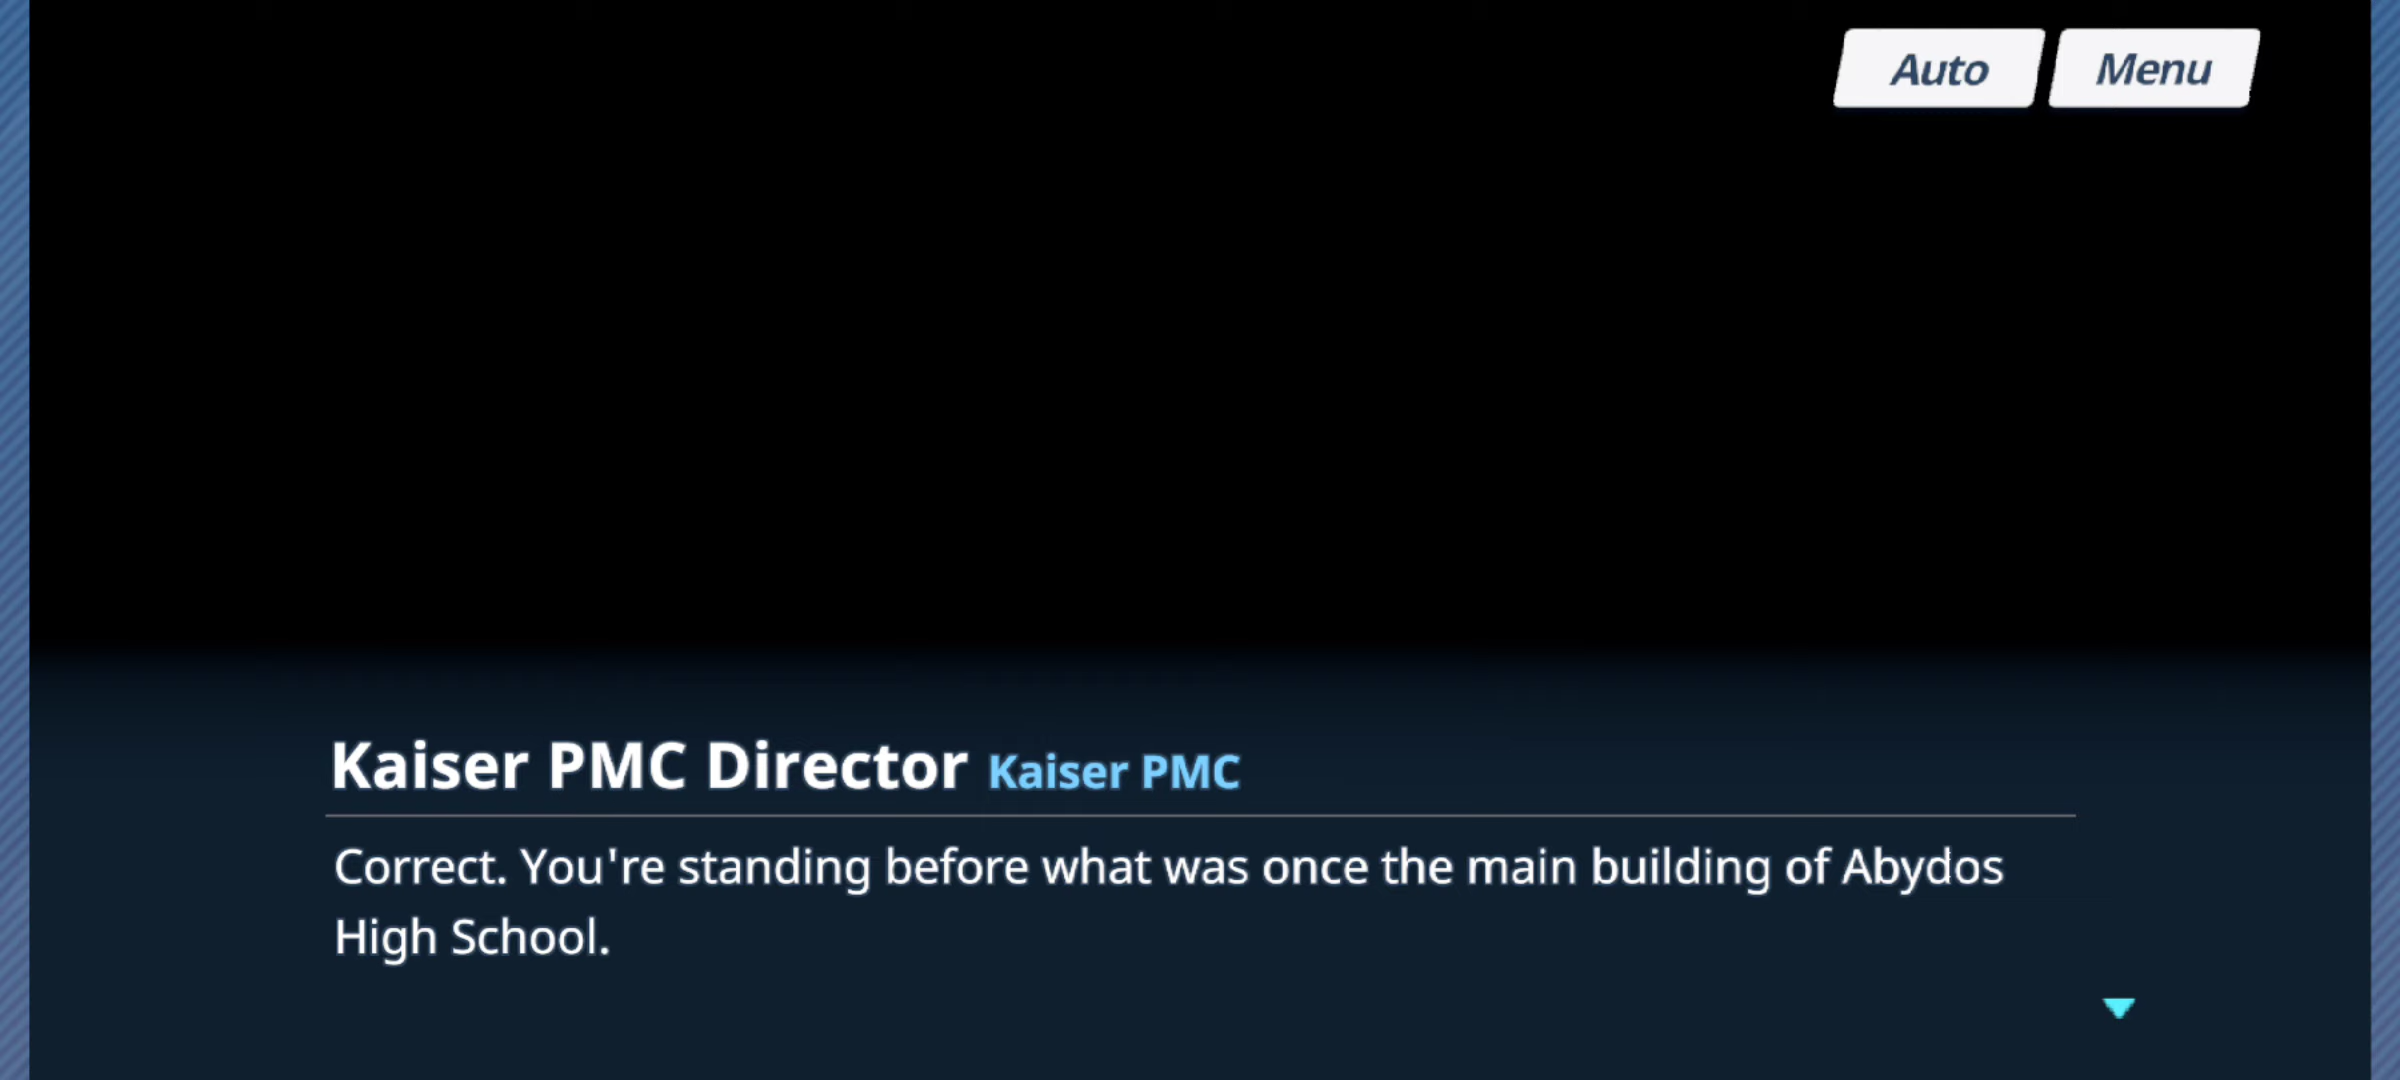 Auto Menu
Kaiser PMC Director Kaiser PMC
Correct. You're standing before what was once the main building of Abydos
High School.